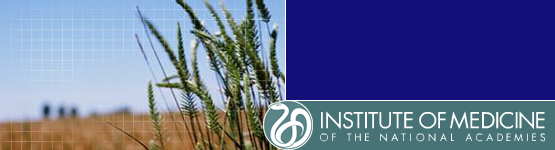 INSTITUTE OF MEDICINE
OF THE NATIONAL ACADEMIES